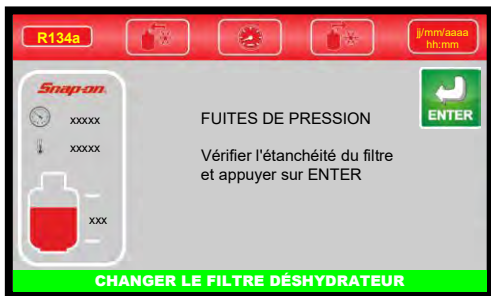 R134a
jj/mm/aaaa
hh:mm
Snap-on
xxxxx
xxxxx
xxx
FUITES DE PRESSION
Vérifier l'étanchéité du filtre
et appuyer sur ENTER
ENTER
CHANGER LE FILTRE DÉSHYDRATEUR